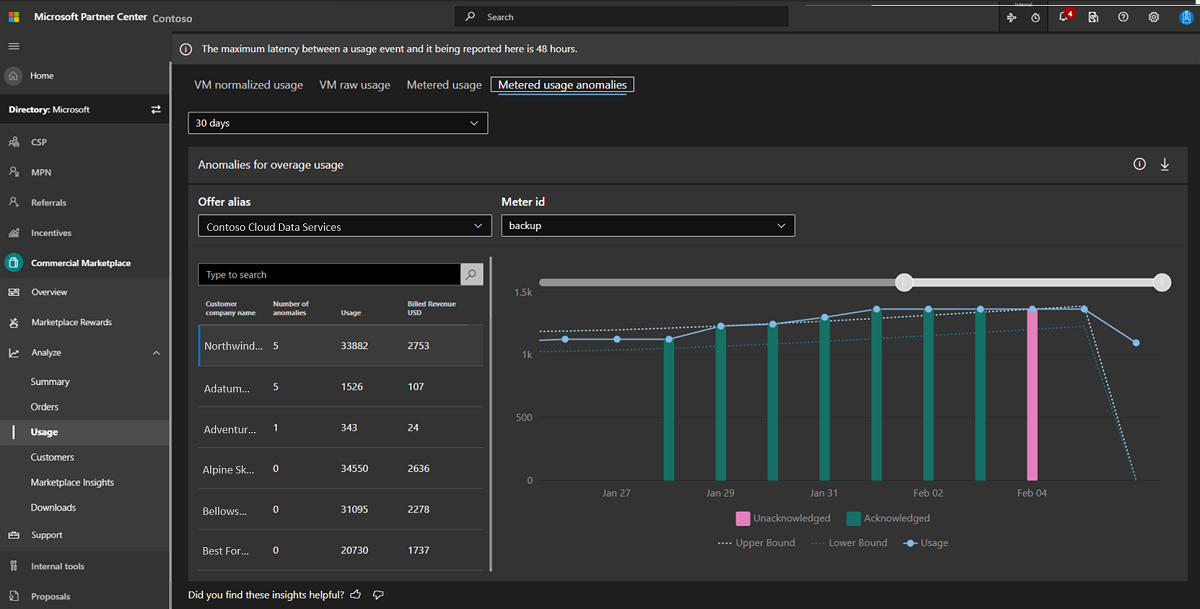 Microsoft Partner Center Contoso
Search
Internal
4
The maximum latency between a usage event and it being reported here is 48 hours.
Home
Directory: Microsoft
CSP
MPN
Referrals
Incentives
Commercial Marketplace
Overview
Marketplace Rewards
Analyze
Summary
Orders
Usage
Customers
Marketplace Insights
Downloads
Support
Internal tools
Proposals
VM normalized usage VM raw usage Metered usage Metered usage anomalies
30 days
Anomalies for overage usage
Offer alias
Contoso Cloud Data Services
Meter id
backup
Type to search
Customer company name Number of anomalies Usage Billed Revenue USD
Northwind... 5 33882 2753
Adatum... 5 1526 107
Adventur... 1 343 24
Alpine Sk... 0 34550 2636
Bellows... 0 31095 2278
Best For... 0 20730 1737
1.5k
1k
500
0
Jan 27 Jan 29 Jan 31 Feb 02 Feb 04
Unacknowledged Acknowledged
Upper Bound Lower Bound Usage
Did you find these insights helpful?